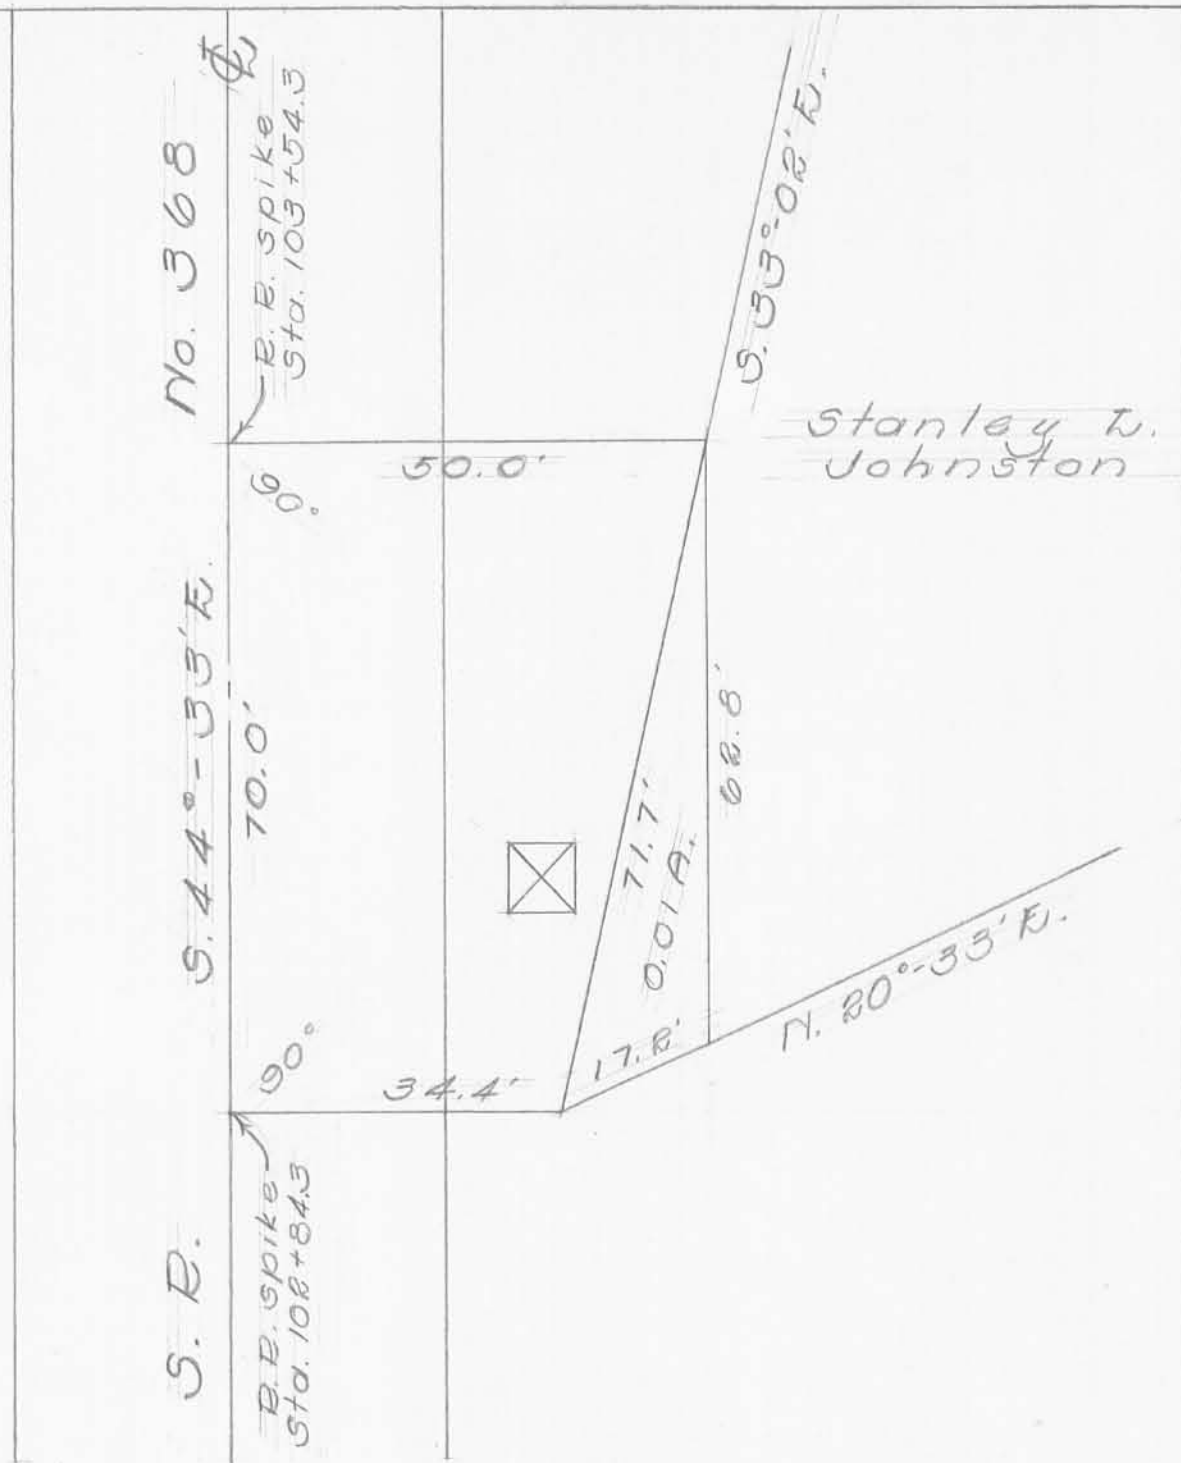 S. R. No. 368 ℄
R. R. spike
Sta. 103+54.3
S. 33°-02' E.
Stanley E.
Johnston
50.0'
90°
S. 44°-33' E.
70.0'
62.8'
71.7'
0.01 A.
N. 20°-33' E.
17.2'
90°
34.4'
R. R. spike
Sta. 102+84.3